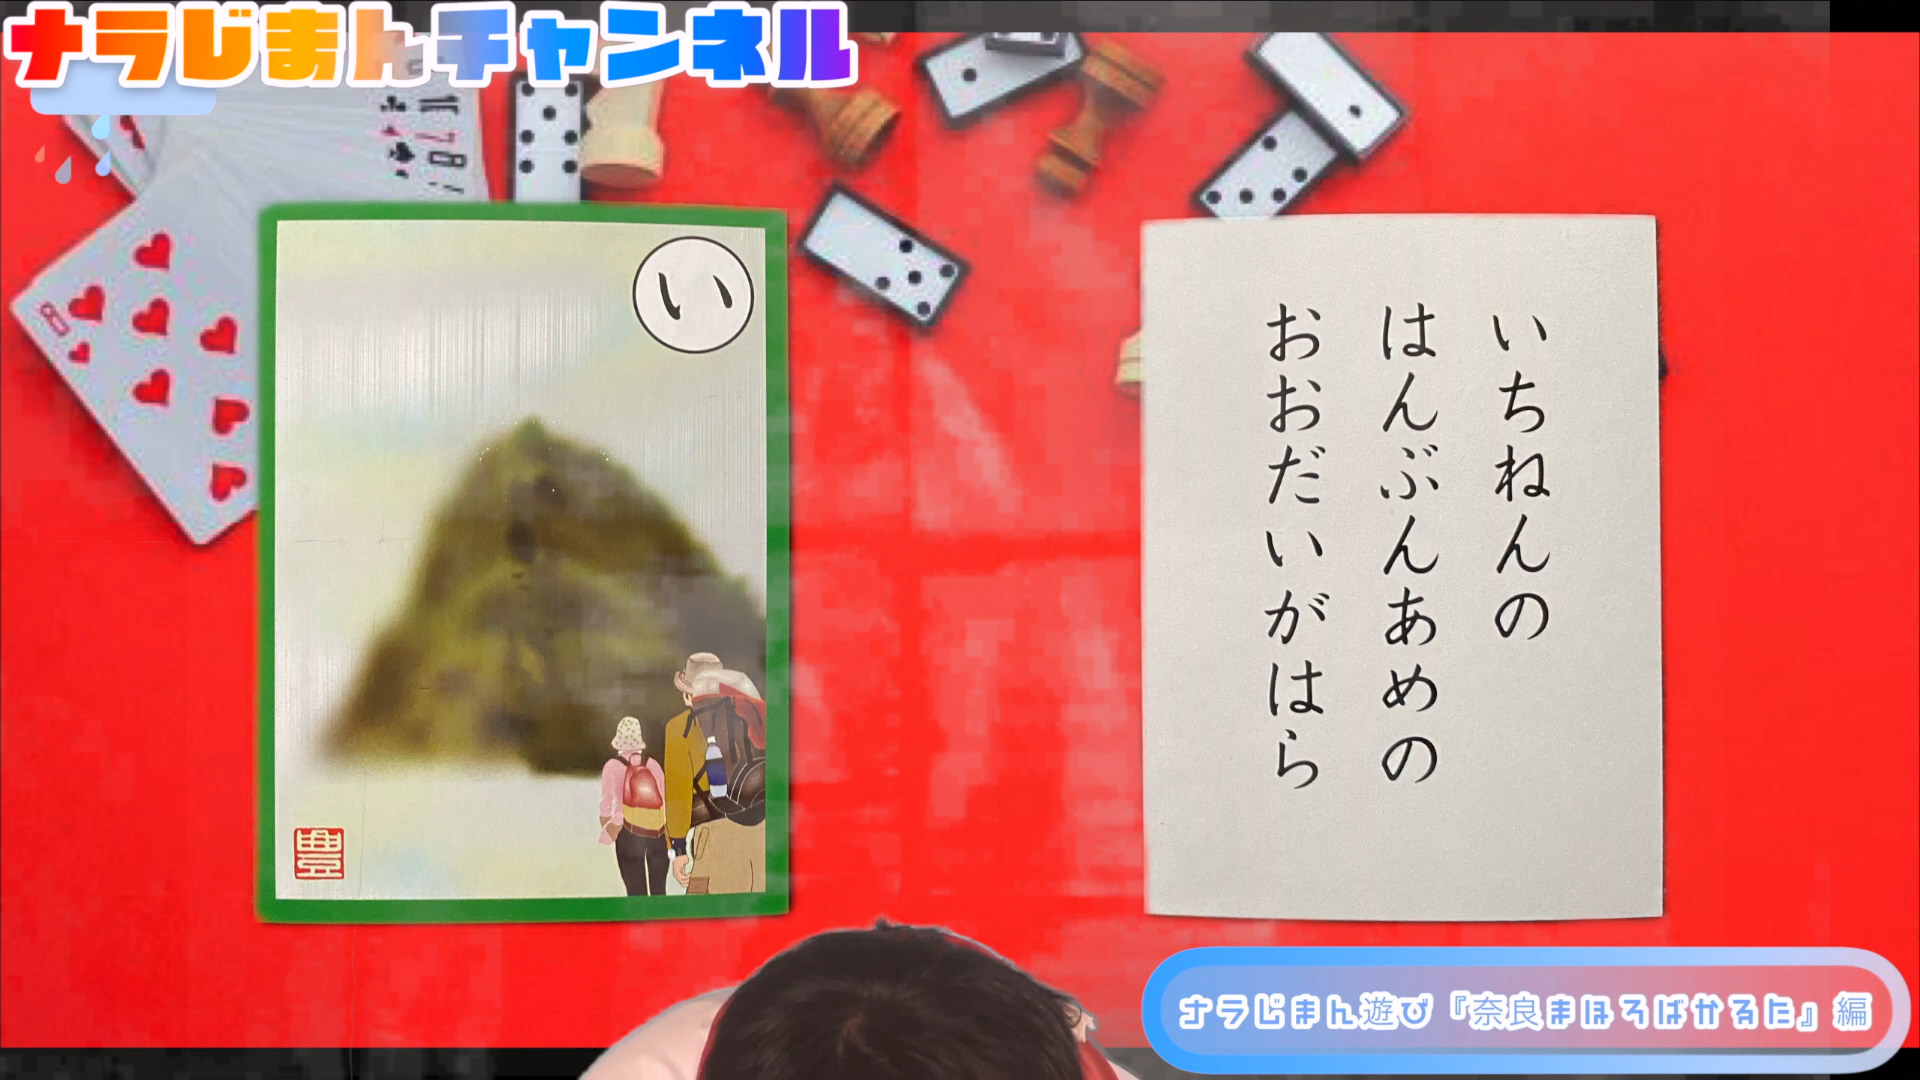 ナラじまんチャンネル
い
いちねんの
はんぶんあめの
おおだいがはら
ナラじまん遊び『奈良まほろばかるた』編